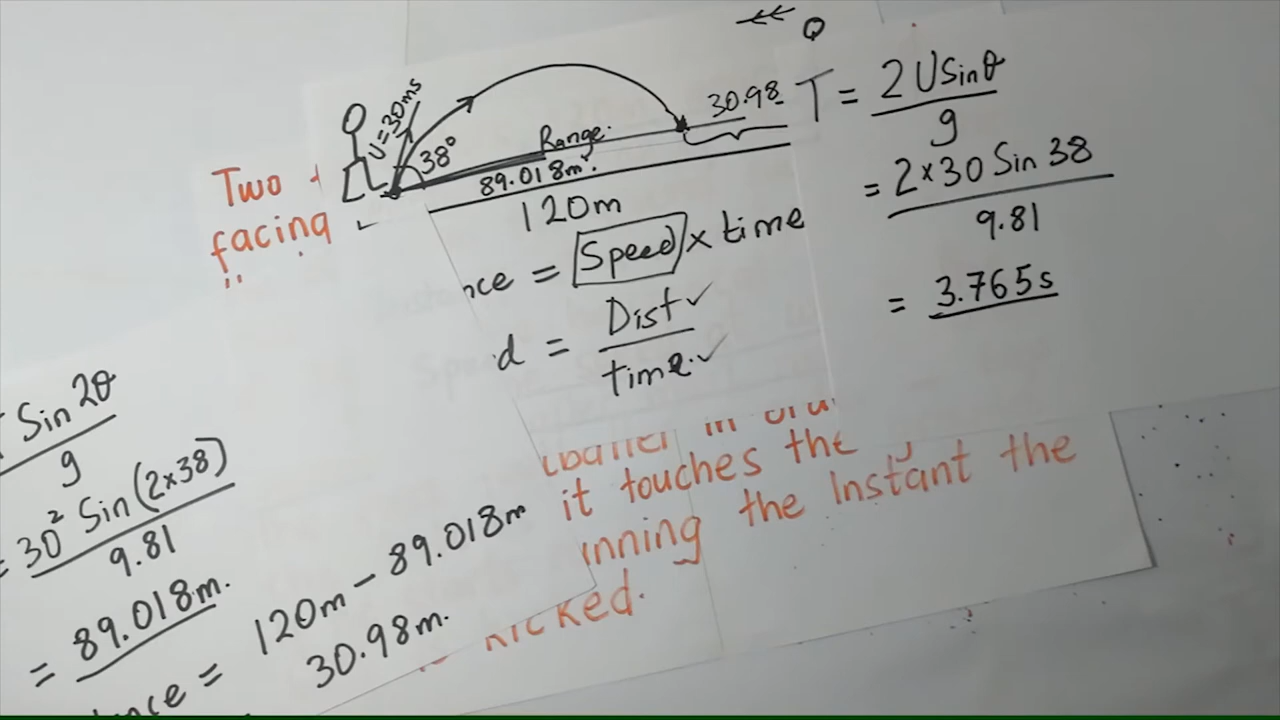 Q
U=30ms
38°
Range.
30.98
89.018m.
120m
Two
facing
nce = Speed × time
d = Dist ✓
time. ✓
T = 2 U Sin θ
g
= 2×30 Sin 38
9.81
= 3.765s
Sin 2θ
g
= 30² Sin (2×38)
9.81
= 89.018m.
nce = 120m - 89.018m
30.98m.
it touches the
nning the Instant the
kicked.